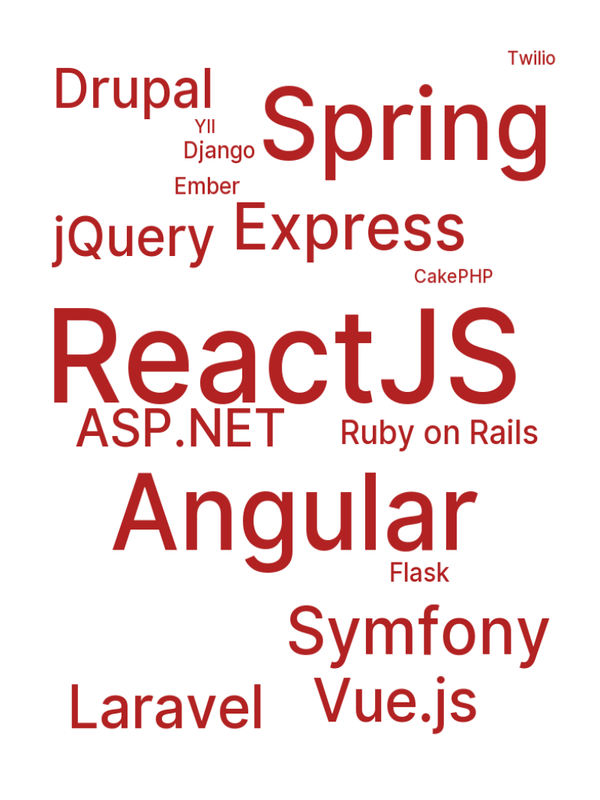 Twilio
Drupal
Spring
YII
Django
Ember
jQuery
Express
CakePHP
ReactJS
ASP.NET
Ruby on Rails
Angular
Flask
Symfony
Laravel
Vue.js